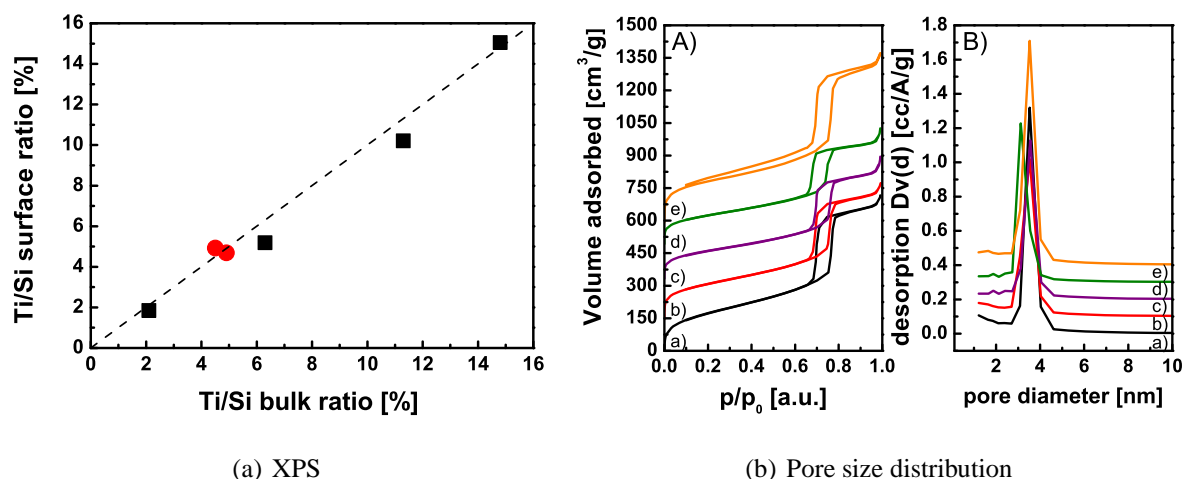 16
14
12
10
8
6
4
2
0
Ti/Si surface ratio [%]
0 2 4 6 8 10 12 14 16
Ti/Si bulk ratio [%]
(a) XPS
A)
1500
1350
1200
1050
900
750
600
450
300
150
0
Volume adsorbed [cm³/g]
e)
d)
c)
b)
a)
0.0 0.2 0.4 0.6 0.8 1.0
p/p₀ [a.u.]
B)
1.8
1.6
1.4
1.2
1.0
0.8
0.6
0.4
0.2
0.0
desorption Dv(d) [cc/A/g]
e)
d)
c)
b)
a)
2 4 6 8 10
pore diameter [nm]
(b) Pore size distribution